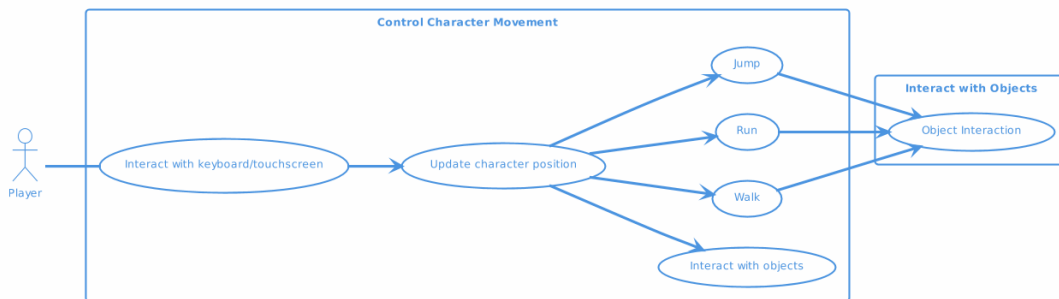 Control Character Movement
Jump
Interact with Objects
Run
Object Interaction
Interact with keyboard/touchscreen
Update character position
Player
Walk
Interact with objects